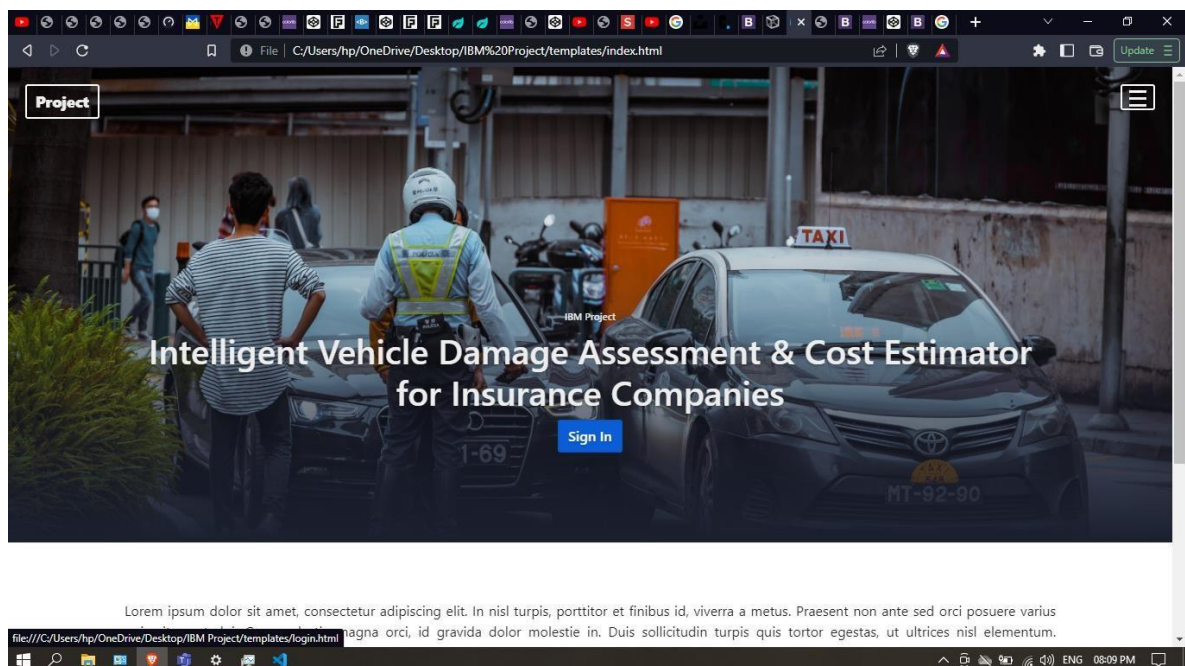 File
C:/Users/hp/OneDrive/Desktop/IBM%20Project/templates/index.html
Update
Project
TAXI
POLÍCIA
IBM Project
Intelligent Vehicle Damage Assessment & Cost Estimator
for Insurance Companies
Sign In
1-69
TAXI
MT-92-90
Lorem ipsum dolor sit amet, consectetur adipiscing elit. In nisl turpis, porttitor et finibus id, viverra a metus. Praesent non ante sed orci posuere varius
magna orci, id gravida dolor molestie in. Duis sollicitudin turpis quis tortor egestas, ut ultrices nisl elementum.
file:///C:/Users/hp/OneDrive/Desktop/IBM Project/templates/login.html
ENG 08:09 PM